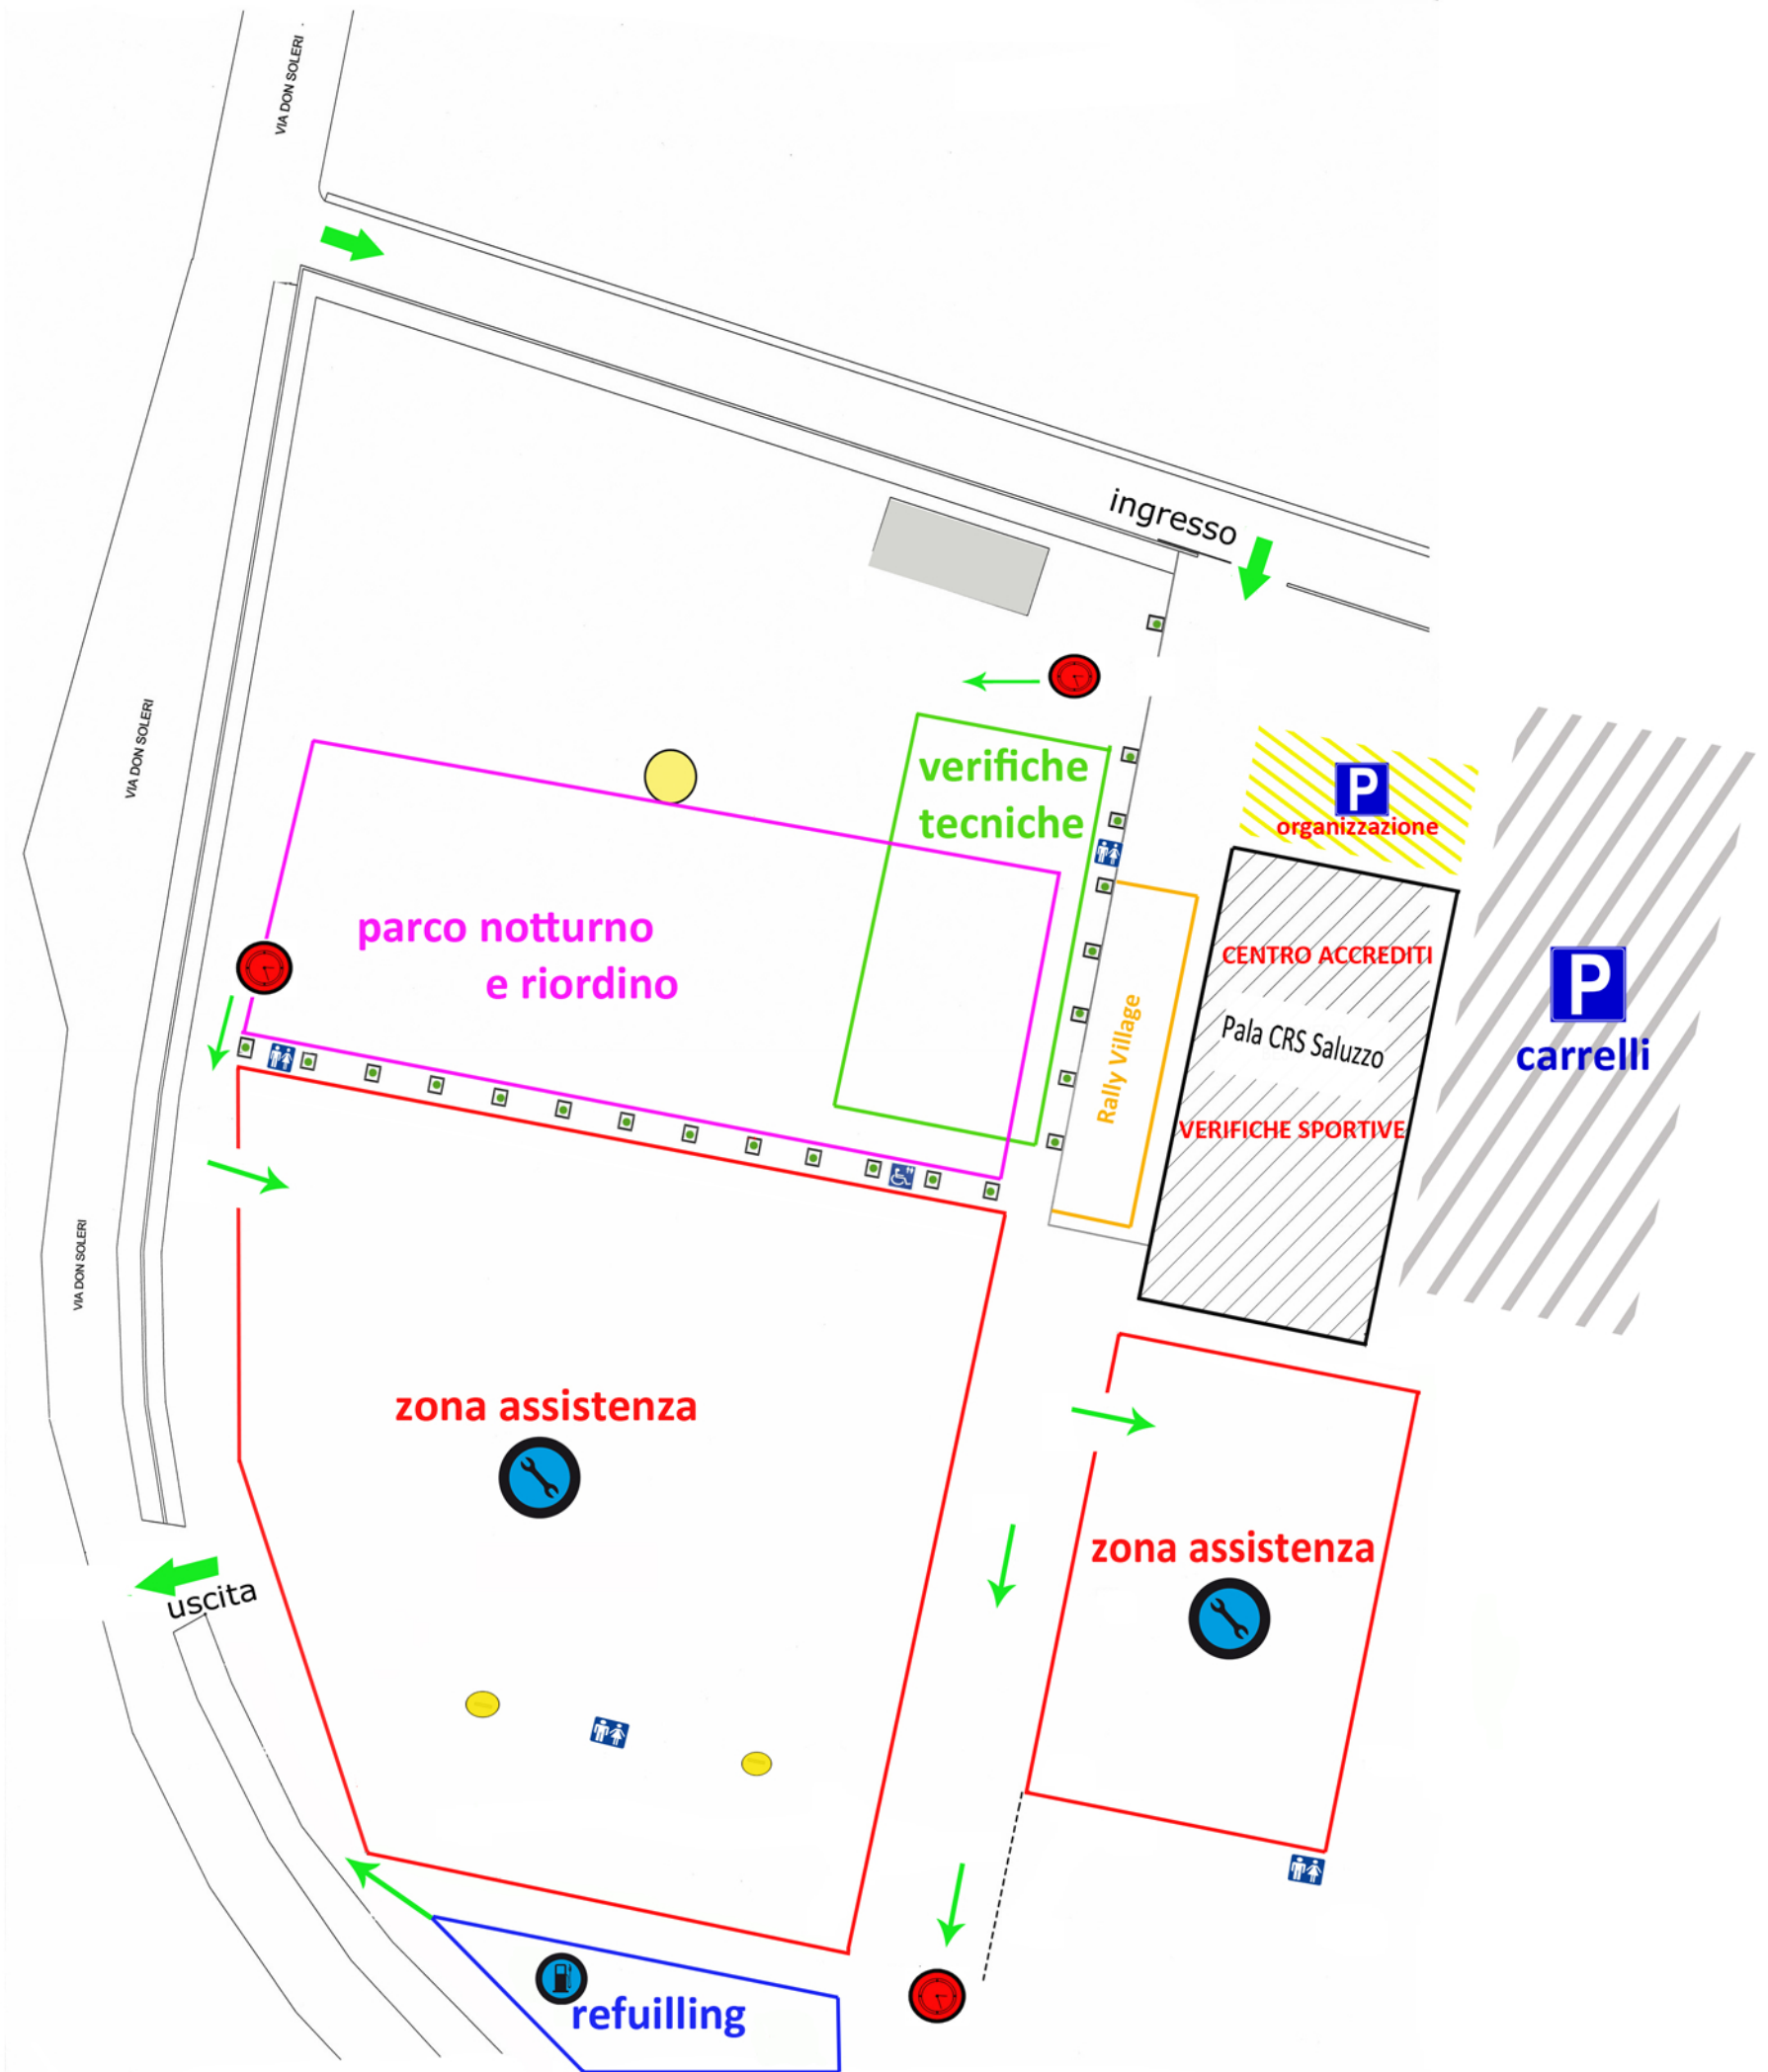 VIA DON SOLERI
ingresso
VIA DON SOLERI
verifiche
tecniche
P
organizzazione
parco notturno
e riordino
CENTRO ACCREDITI
P
Pala CRS Saluzzo
carrelli
Rally Village
VERIFICHE SPORTIVE
VIA DON SOLERI
zona assistenza
zona assistenza
uscita
refuilling